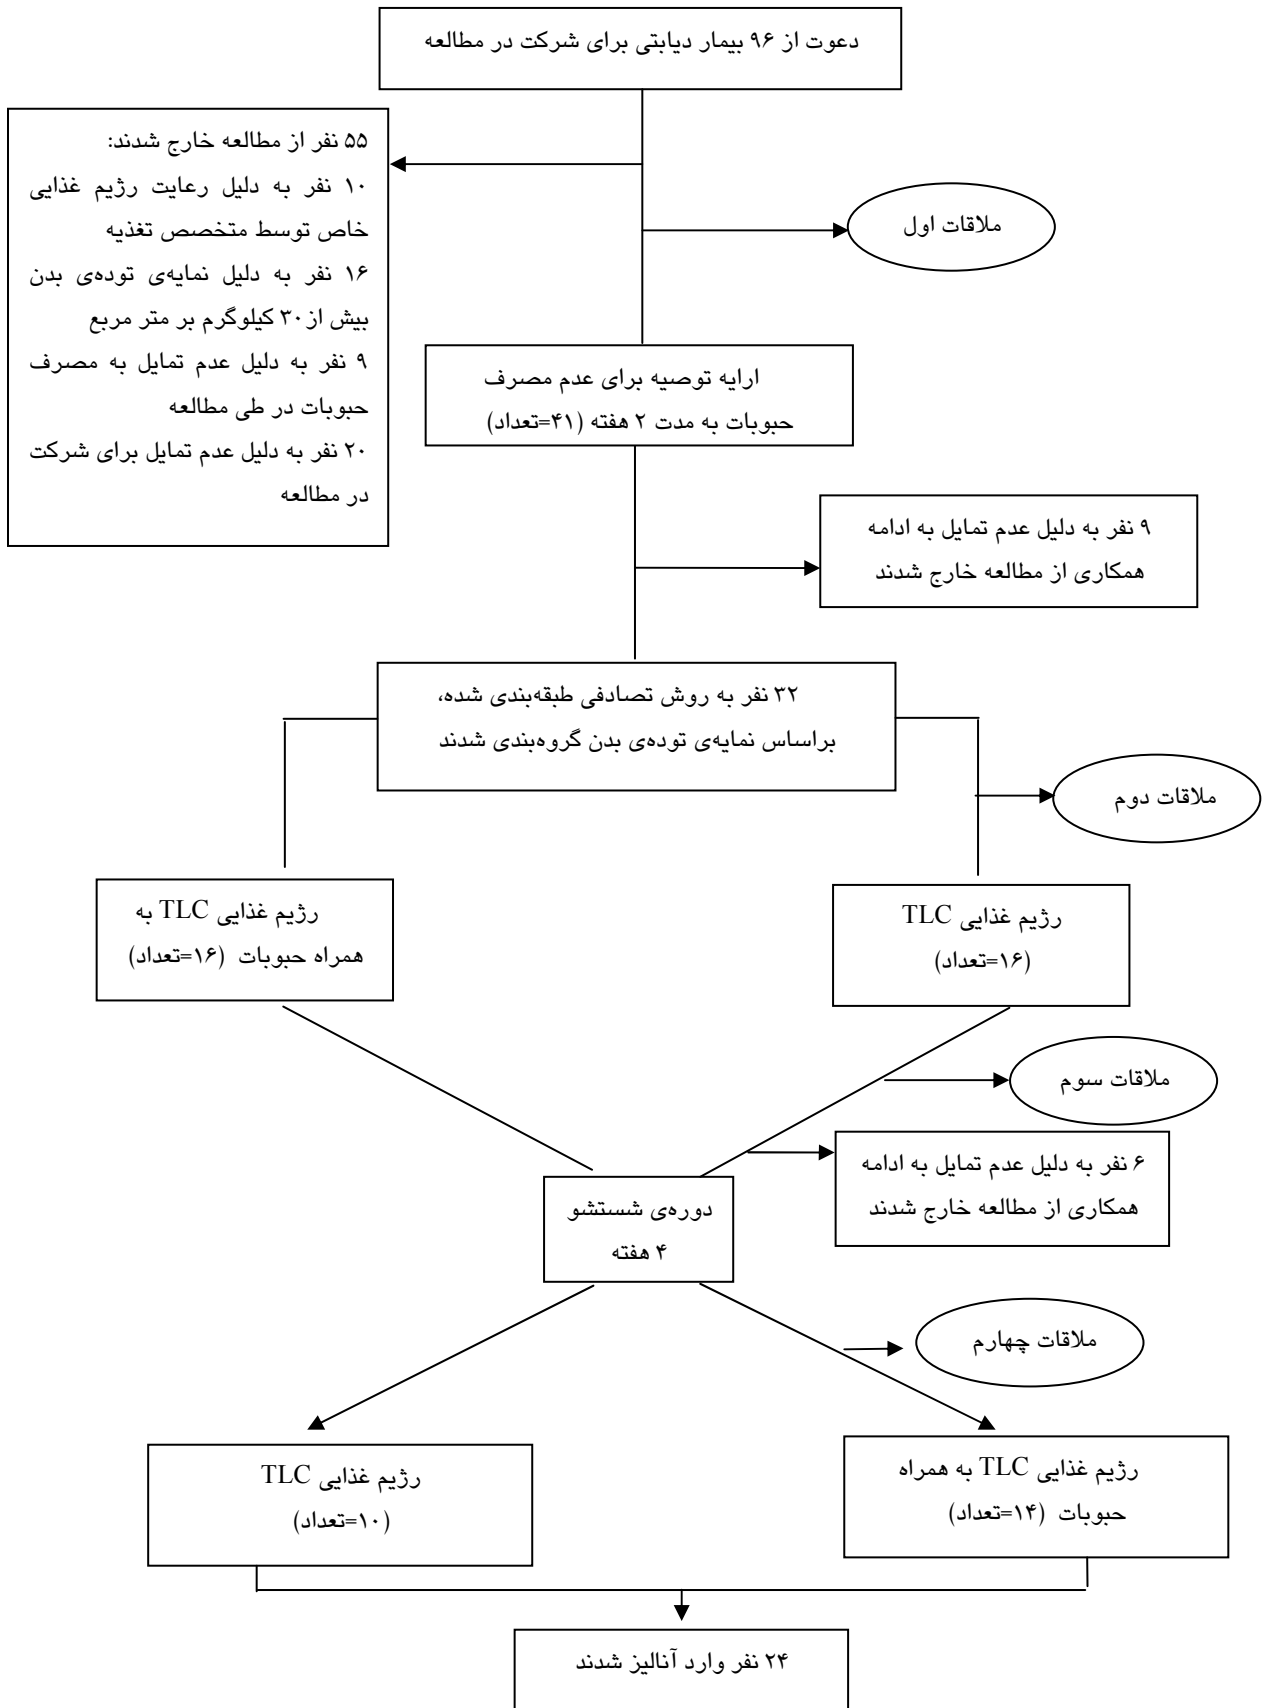 دعوت از ۹۶ بیمار دیابتی برای شرکت در مطالعه
۵۵ نفر از مطالعه خارج شدند:
۱۰ نفر به دلیل رعایت رژیم غذایی
خاص توسط متخصص تغذیه
۱۶ نفر به دلیل نمایه‌ی توده‌ی بدن
بیش از ۳۰ کیلوگرم بر متر مربع
۹ نفر به دلیل عدم تمایل به مصرف
حبوبات در طی مطالعه
۲۰ نفر به دلیل عدم تمایل برای شرکت
در مطالعه
ملاقات اول
ارایه توصیه برای عدم مصرف
حبوبات به مدت ۲ هفته (۴۱=تعداد)
۹ نفر به دلیل عدم تمایل به ادامه
همکاری از مطالعه خارج شدند
۳۲ نفر به روش تصادفی طبقه‌بندی شده،
براساس نمایه‌ی توده‌ی بدن گروه‌بندی شدند
ملاقات دوم
رژیم غذایی TLC
(۱۶=تعداد)
رژیم غذایی TLC به
همراه حبوبات (۱۶=تعداد)
ملاقات سوم
۶ نفر به دلیل عدم تمایل به ادامه
همکاری از مطالعه خارج شدند
دوره‌ی شستشو
۴ هفته
ملاقات چهارم
رژیم غذایی TLC به همراه
حبوبات (۱۴=تعداد)
رژیم غذایی TLC
(۱۰=تعداد)
۲۴ نفر وارد آنالیز شدند